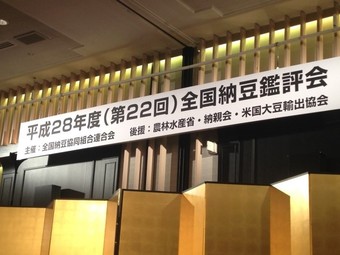 平成28年度(第22回)全国納豆鑑評会
主催：全国納豆協同組合連合会　後援：農林水産省・納親会・米国大豆輸出協会